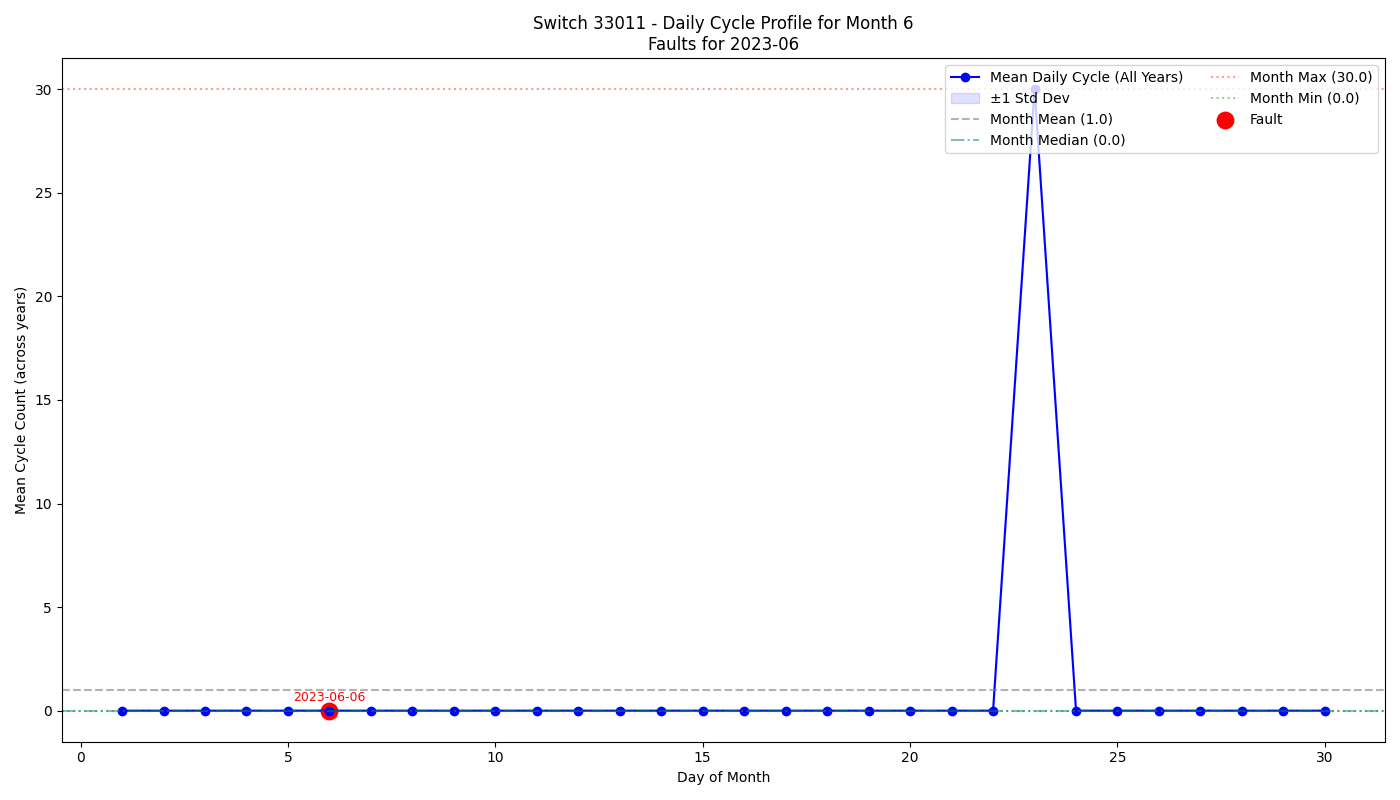 Switch 33011 - Daily Cycle Profile for Month 6
Faults for 2023-06
Mean Daily Cycle (All Years)
±1 Std Dev
Month Mean (1.0)
Month Median (0.0)
Month Max (30.0)
Month Min (0.0)
Fault
Mean Cycle Count (across years)
30
25
20
15
10
5
0
2023-06-06
0
5
10
15
20
25
30
Day of Month